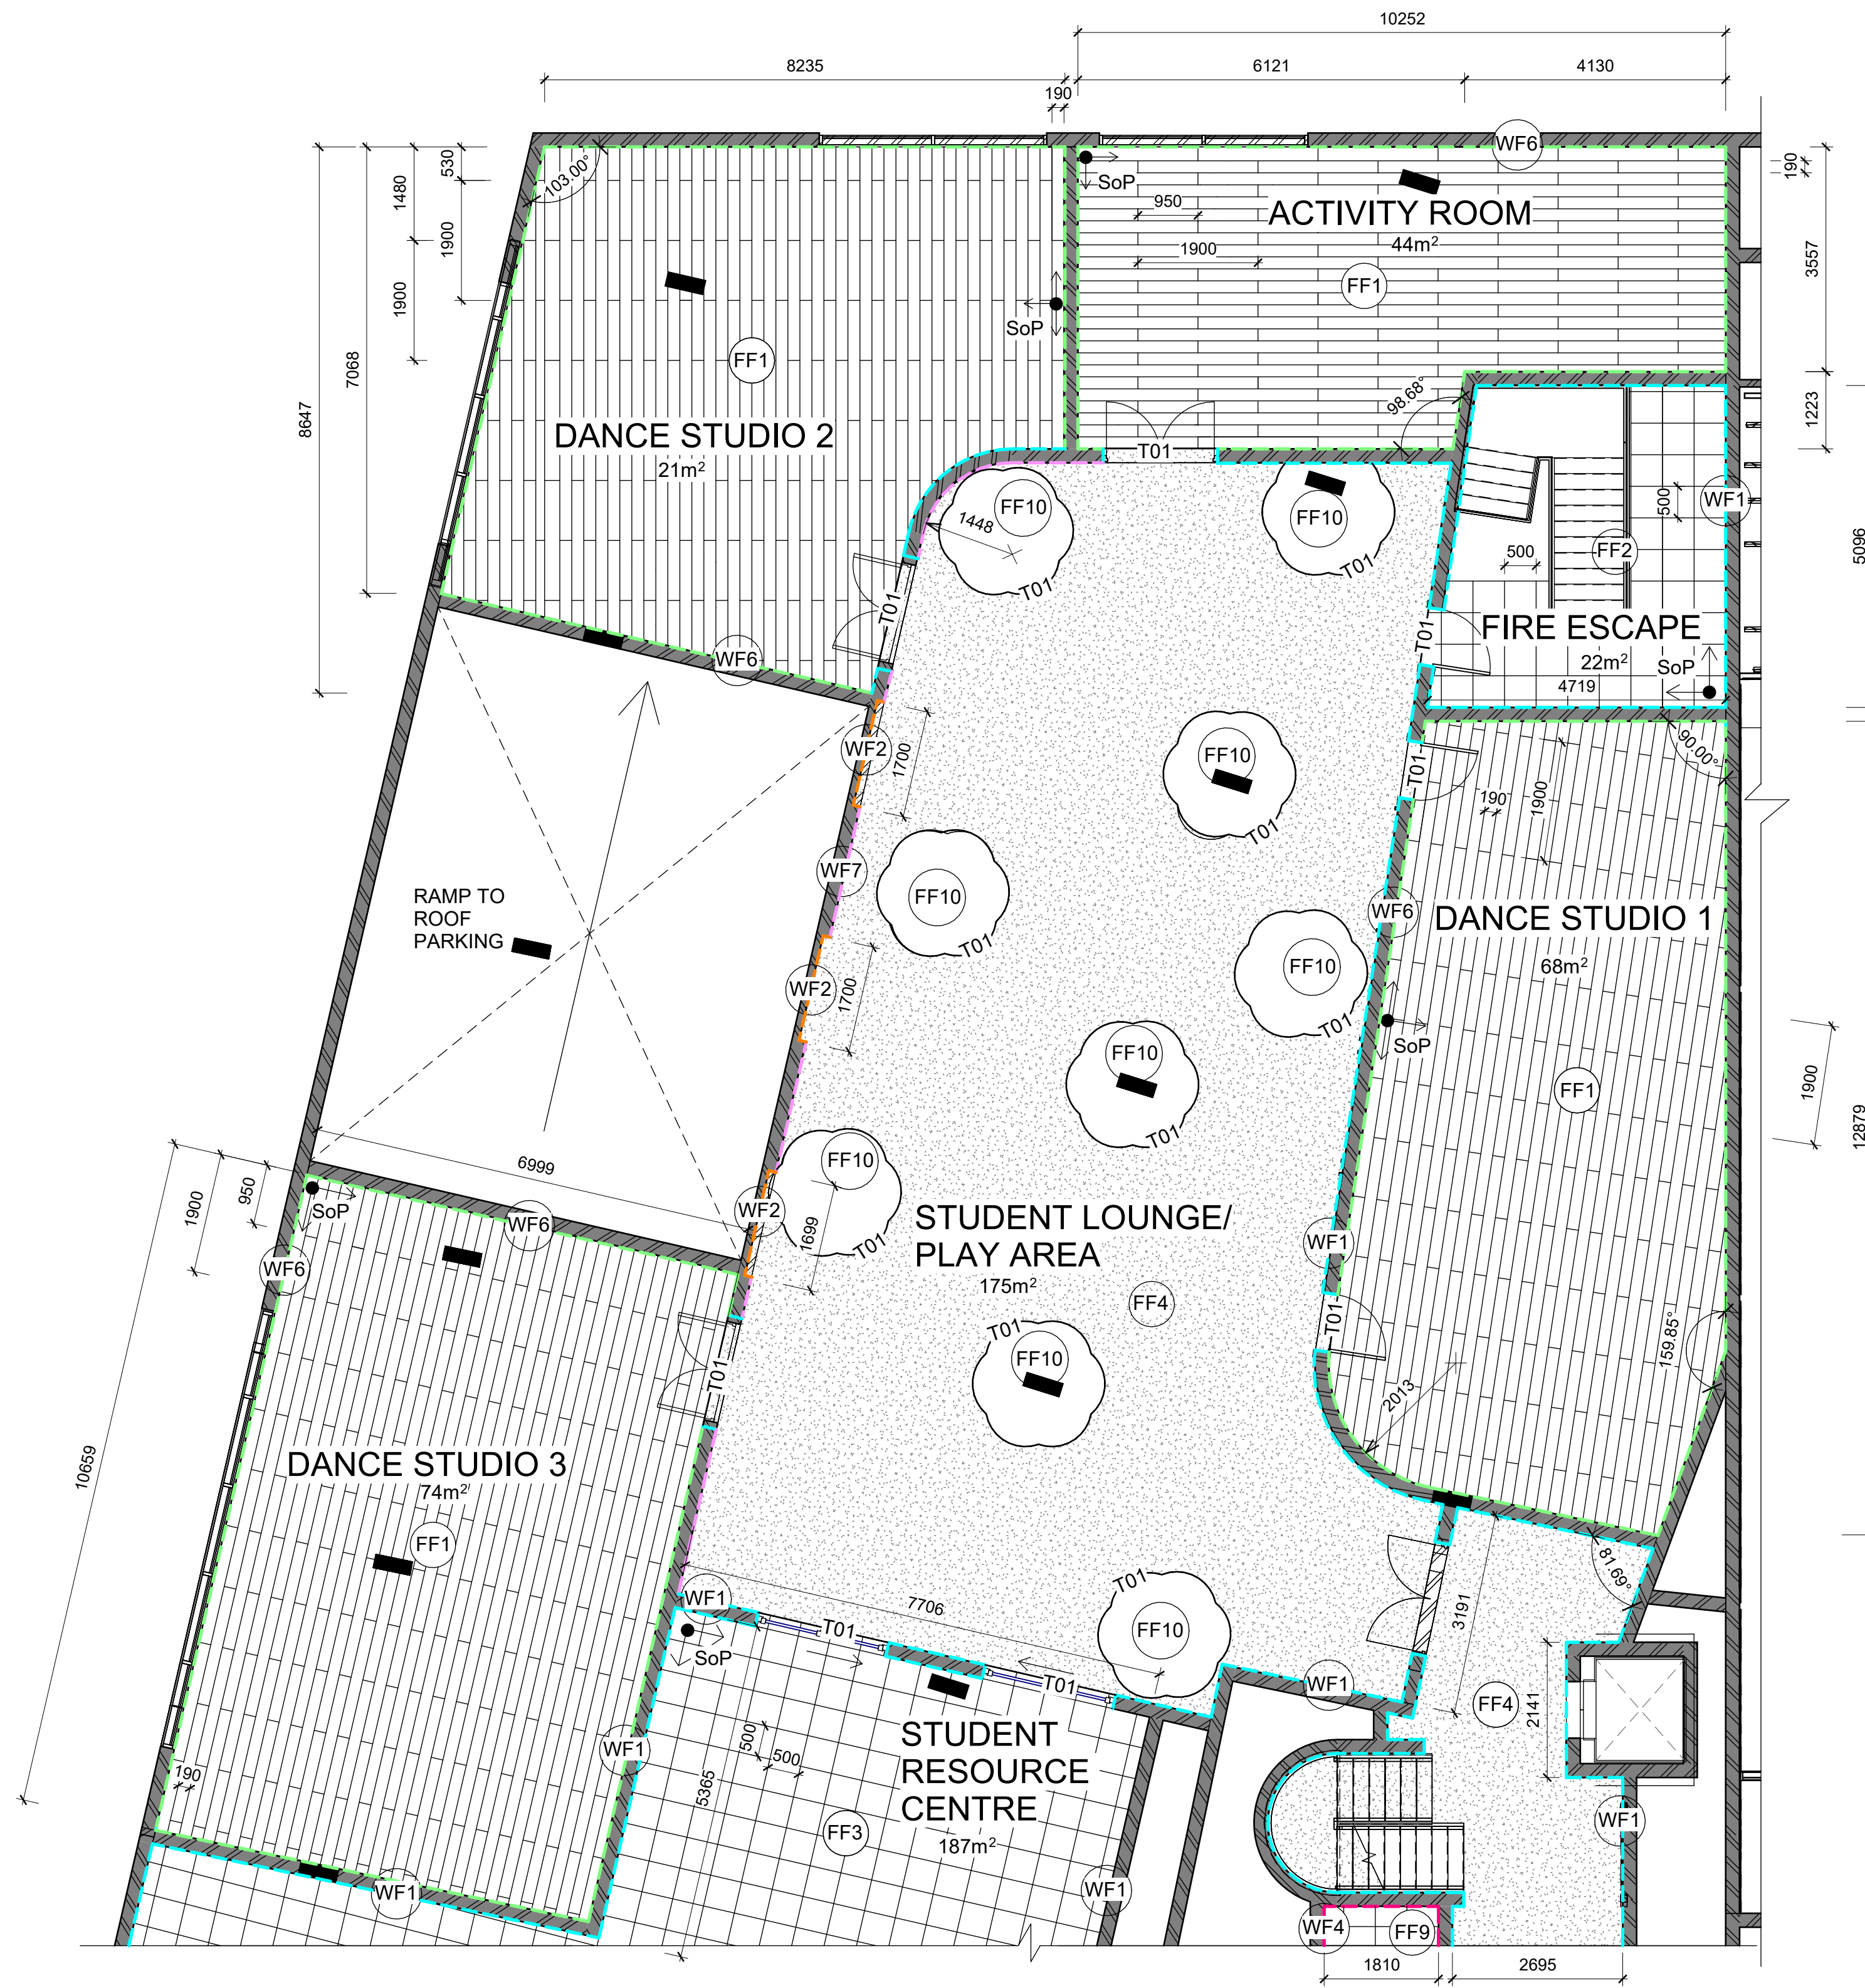 10252
8235
6121
4130
190
WF6
103.00°
530
1480
1900
1900
7068
8647
SoP
950
ACTIVITY ROOM
44m²
1900
FF1
190
3557
1223
SoP
FF1
DANCE STUDIO 2
21m²
98.68°
T01
FF10
1448
T01
FF10
T01
500
WF1
500
FF2
5096
FIRE ESCAPE
22m²
SoP
4719
T01
T01
WF6
WF2
1700
FF10
T01
T01
90.00°
190
1900
WF7
FF10
T01
RAMP TO
ROOF
PARKING
WF6
DANCE STUDIO 1
68m²
WF2
1700
FF10
T01
SoP
FF10
T01
FF1
1900
12879
6999
FF10
T01
950
1900
SoP
WF6
WF6
WF2
1699
STUDENT LOUNGE/
PLAY AREA
175m²
FF4
WF1
T01
159.85°
T01
FF10
T01
2013
10659
DANCE STUDIO 3
74m²
FF1
WF1
7706
T01
FF10
81.69°
3191
SoP
T01
T01
WF1
FF4
2141
STUDENT
RESOURCE
CENTRE
187m²
500
500
5365
WF1
190
FF3
WF1
WF1
WF1
WF4
FF9
1810
2695